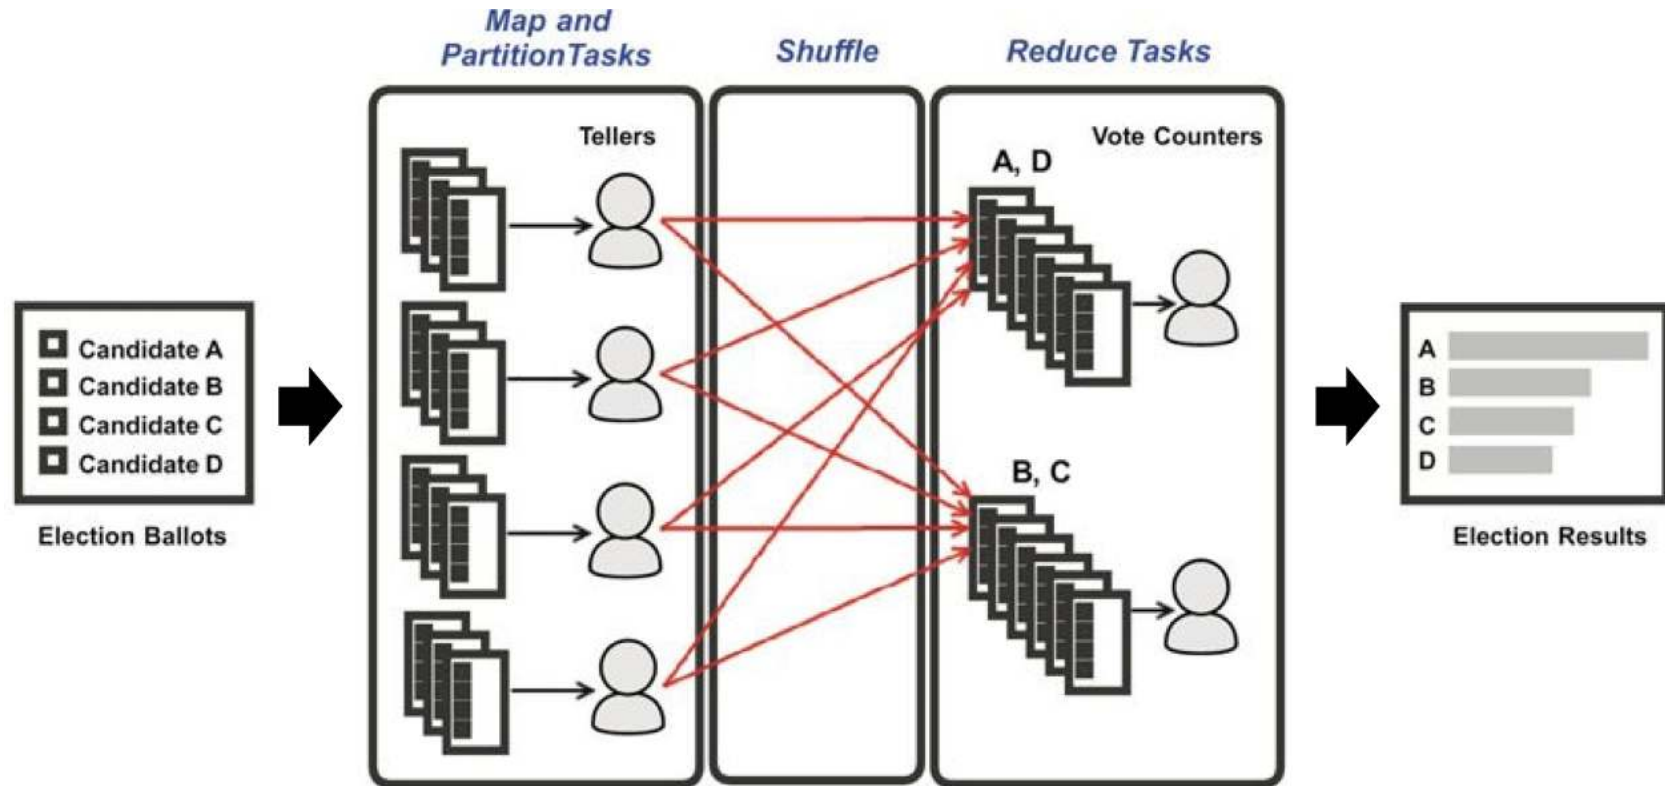 Map and
PartitionTasks
Shuffle
Reduce Tasks
Tellers
Vote Counters
A, D
B, C
Candidate A
Candidate B
Candidate C
Candidate D
Election Ballots
A
B
C
D
Election Results